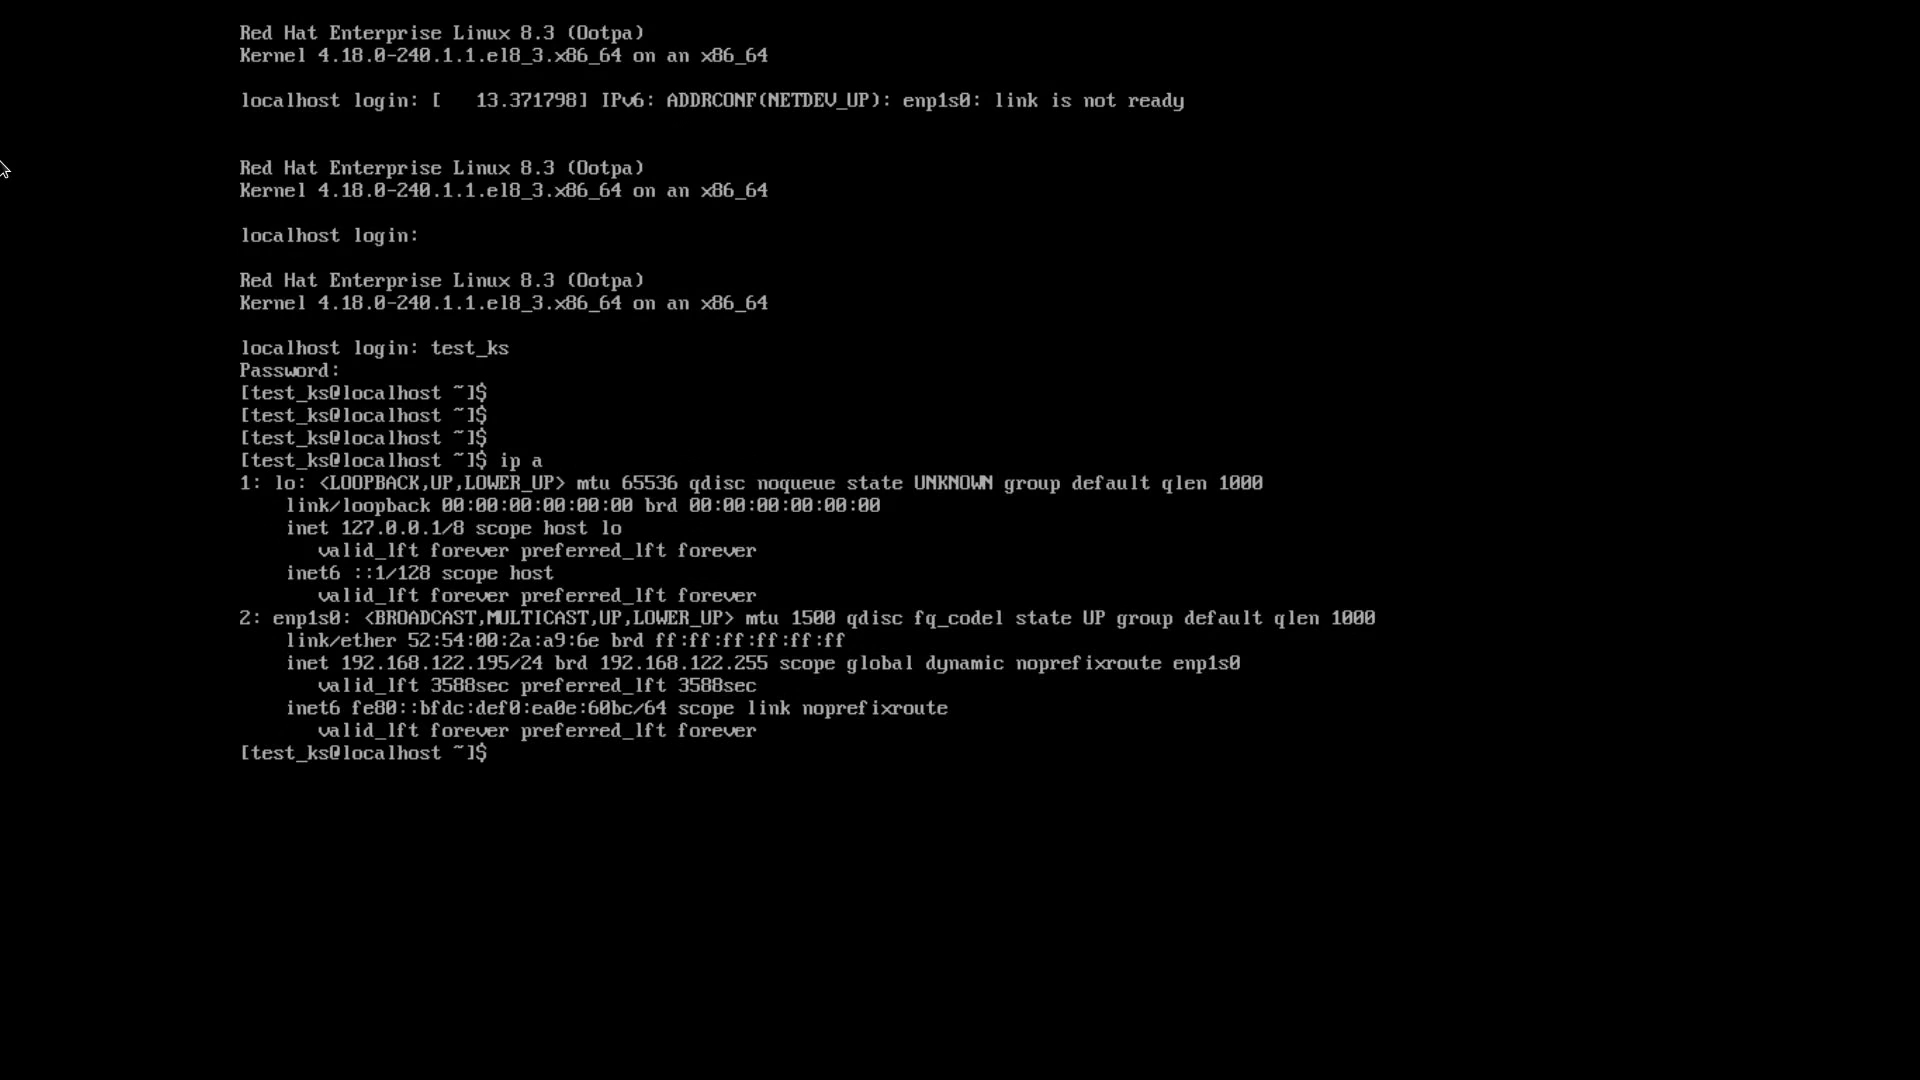 Red Hat Enterprise Linux 8.3 (Ootpa)
Kernel 4.18.0-240.1.1.el8_3.x86_64 on an x86_64
localhost login: [   13.371798] IPv6: ADDRCONF(NETDEV_UP): enp1s0: link is not ready
Red Hat Enterprise Linux 8.3 (Ootpa)
Kernel 4.18.0-240.1.1.el8_3.x86_64 on an x86_64
localhost login:
Red Hat Enterprise Linux 8.3 (Ootpa)
Kernel 4.18.0-240.1.1.el8_3.x86_64 on an x86_64
localhost login: test_ks
Password:
[test_ks@localhost ~]$
[test_ks@localhost ~]$
[test_ks@localhost ~]$
[test_ks@localhost ~]$ ip a
1: lo: <LOOPBACK,UP,LOWER_UP> mtu 65536 qdisc noqueue state UNKNOWN group default qlen 1000
    link/loopback 00:00:00:00:00:00 brd 00:00:00:00:00:00
    inet 127.0.0.1/8 scope host lo
       valid_lft forever preferred_lft forever
    inet6 ::1/128 scope host
       valid_lft forever preferred_lft forever
2: enp1s0: <BROADCAST,MULTICAST,UP,LOWER_UP> mtu 1500 qdisc fq_codel state UP group default qlen 1000
    link/ether 52:54:00:2a:a9:6e brd ff:ff:ff:ff:ff:ff
    inet 192.168.122.195/24 brd 192.168.122.255 scope global dynamic noprefixroute enp1s0
       valid_lft 3588sec preferred_lft 3588sec
    inet6 fe80::bfdc:def0:ea0e:60bc/64 scope link noprefixroute
       valid_lft forever preferred_lft forever
[test_ks@localhost ~]$